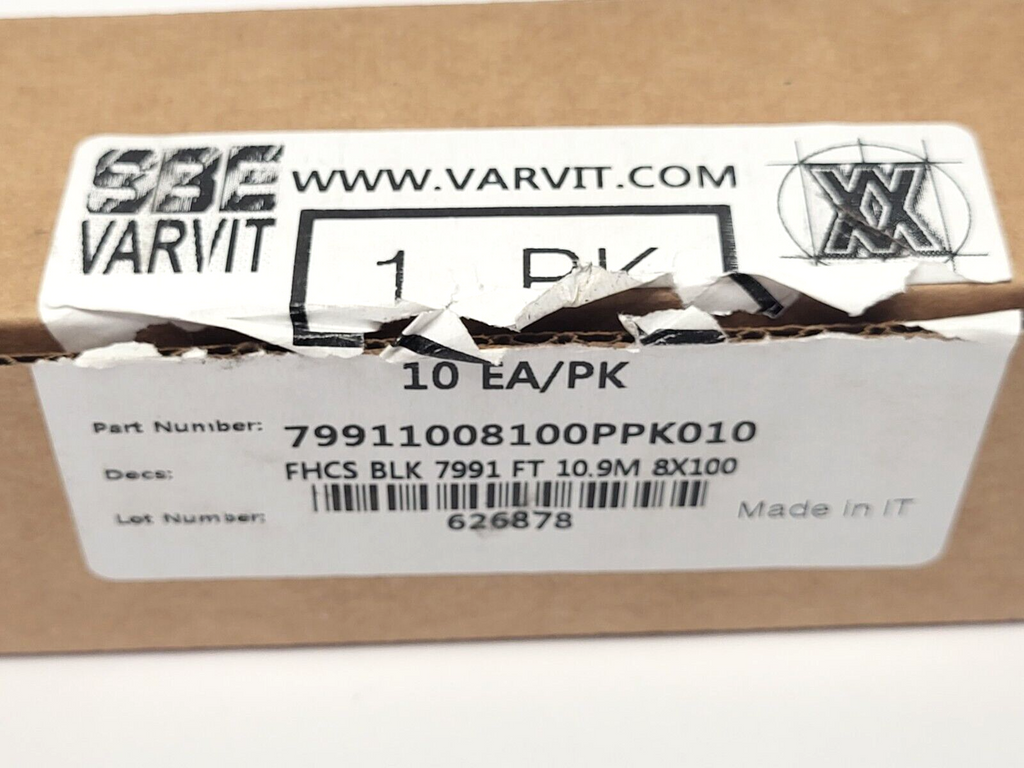 SBE
VARVIT
WWW.VARVIT.COM
1 PK
10 EA/PK
Part Number: 79911008100PPK010
Decs: FHCS BLK 7991 FT 10.9M 8X100
Lot Number: 626878
Made in IT